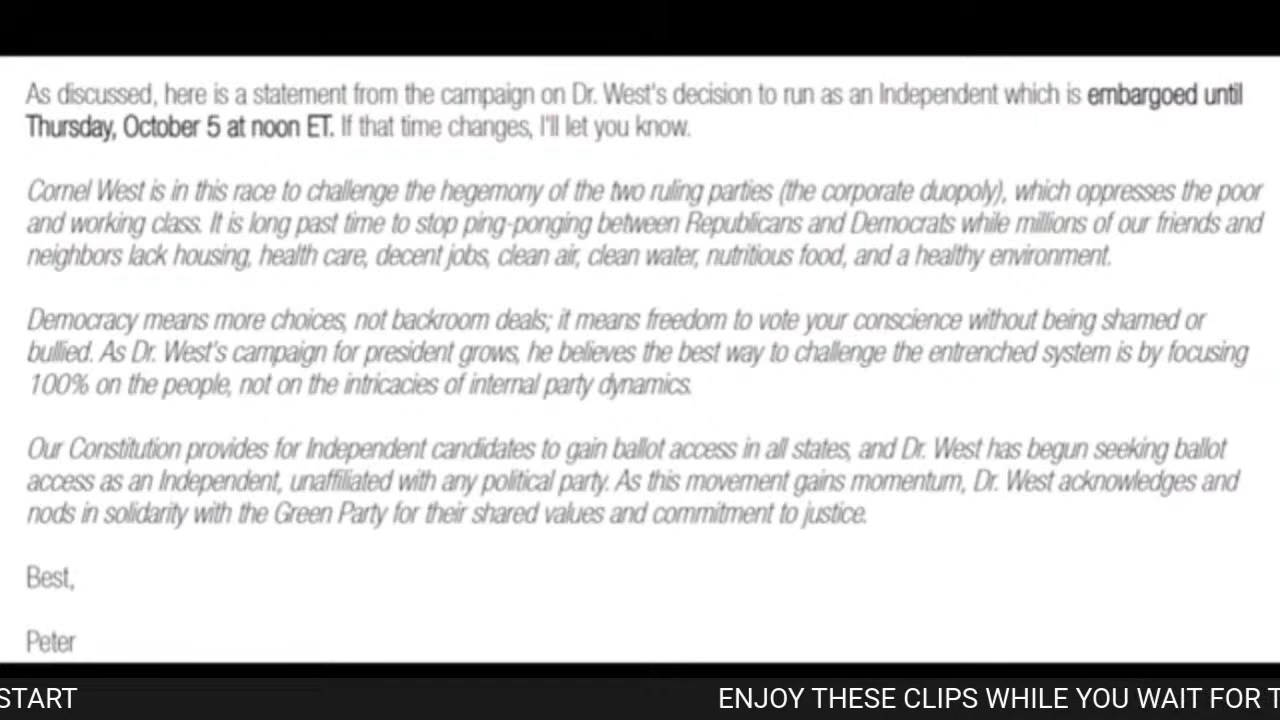 As discussed, here is a statement from the campaign on Dr. West's decision to run as an Independent which is embargoed until
Thursday, October 5 at noon ET. If that time changes, I'll let you know.
Cornel West is in this race to challenge the hegemony of the two ruling parties (the corporate duopoly), which oppresses the poor
and working class. It is long past time to stop ping-ponging between Republicans and Democrats while millions of our friends and
neighbors lack housing, health care, decent jobs, clean air, clean water, nutritious food, and a healthy environment.
Democracy means more choices, not backroom deals; it means freedom to vote your conscience without being shamed or
bullied. As Dr. West's campaign for president grows, he believes the best way to challenge the entrenched system is by focusing
100% on the people, not on the intricacies of internal party dynamics.
Our Constitution provides for Independent candidates to gain ballot access in all states, and Dr. West has begun seeking ballot
access as an Independent, unaffiliated with any political party. As this movement gains momentum, Dr. West acknowledges and
nods in solidarity with the Green Party for their shared values and commitment to justice.
Best,
Peter
START ENJOY THESE CLIPS WHILE YOU WAIT FOR T